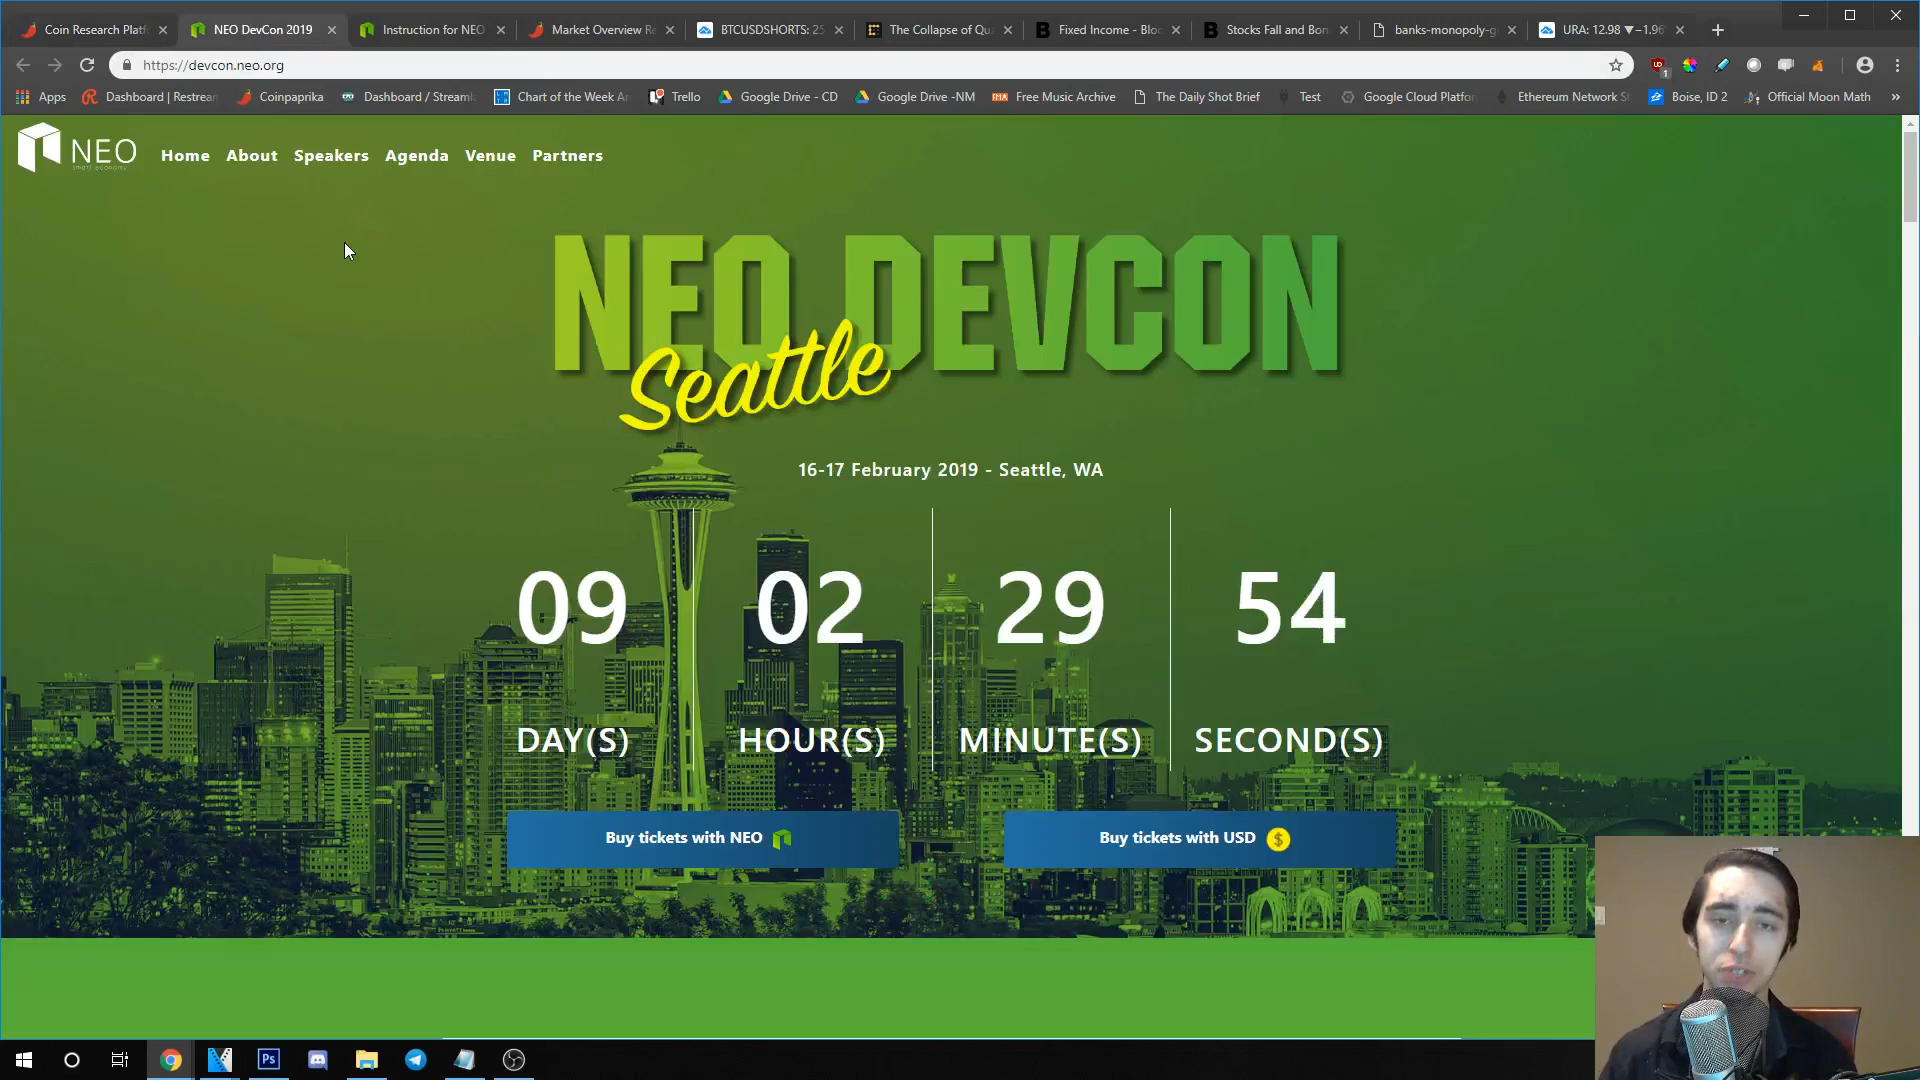 Coin Research Platf
NEO DevCon 2019
Instruction for NEO
Market Overview Re
BTCUSDSHORTS: 25
The Collapse of Qu
Fixed Income - Bloo
Stocks Fall and Bon
banks-monopoly-g
URA: 12.98 ▼−1.96
https://devcon.neo.org
Apps
Dashboard | Restrean
Coinpaprika
Dashboard / Streaml
Chart of the Week Ar
Trello
Google Drive - CD
Google Drive -NM
Free Music Archive
The Daily Shot Brief
Test
Google Cloud Platfor
Ethereum Network St
Boise, ID 2
Official Moon Math
»
NEO
smart economy
Home
About
Speakers
Agenda
Venue
Partners
NEO DEVCON
Seattle
16-17 February 2019 - Seattle, WA
09
02
29
54
DAY(S)
HOUR(S)
MINUTE(S)
SECOND(S)
Buy tickets with NEO
Buy tickets with USD
Ps